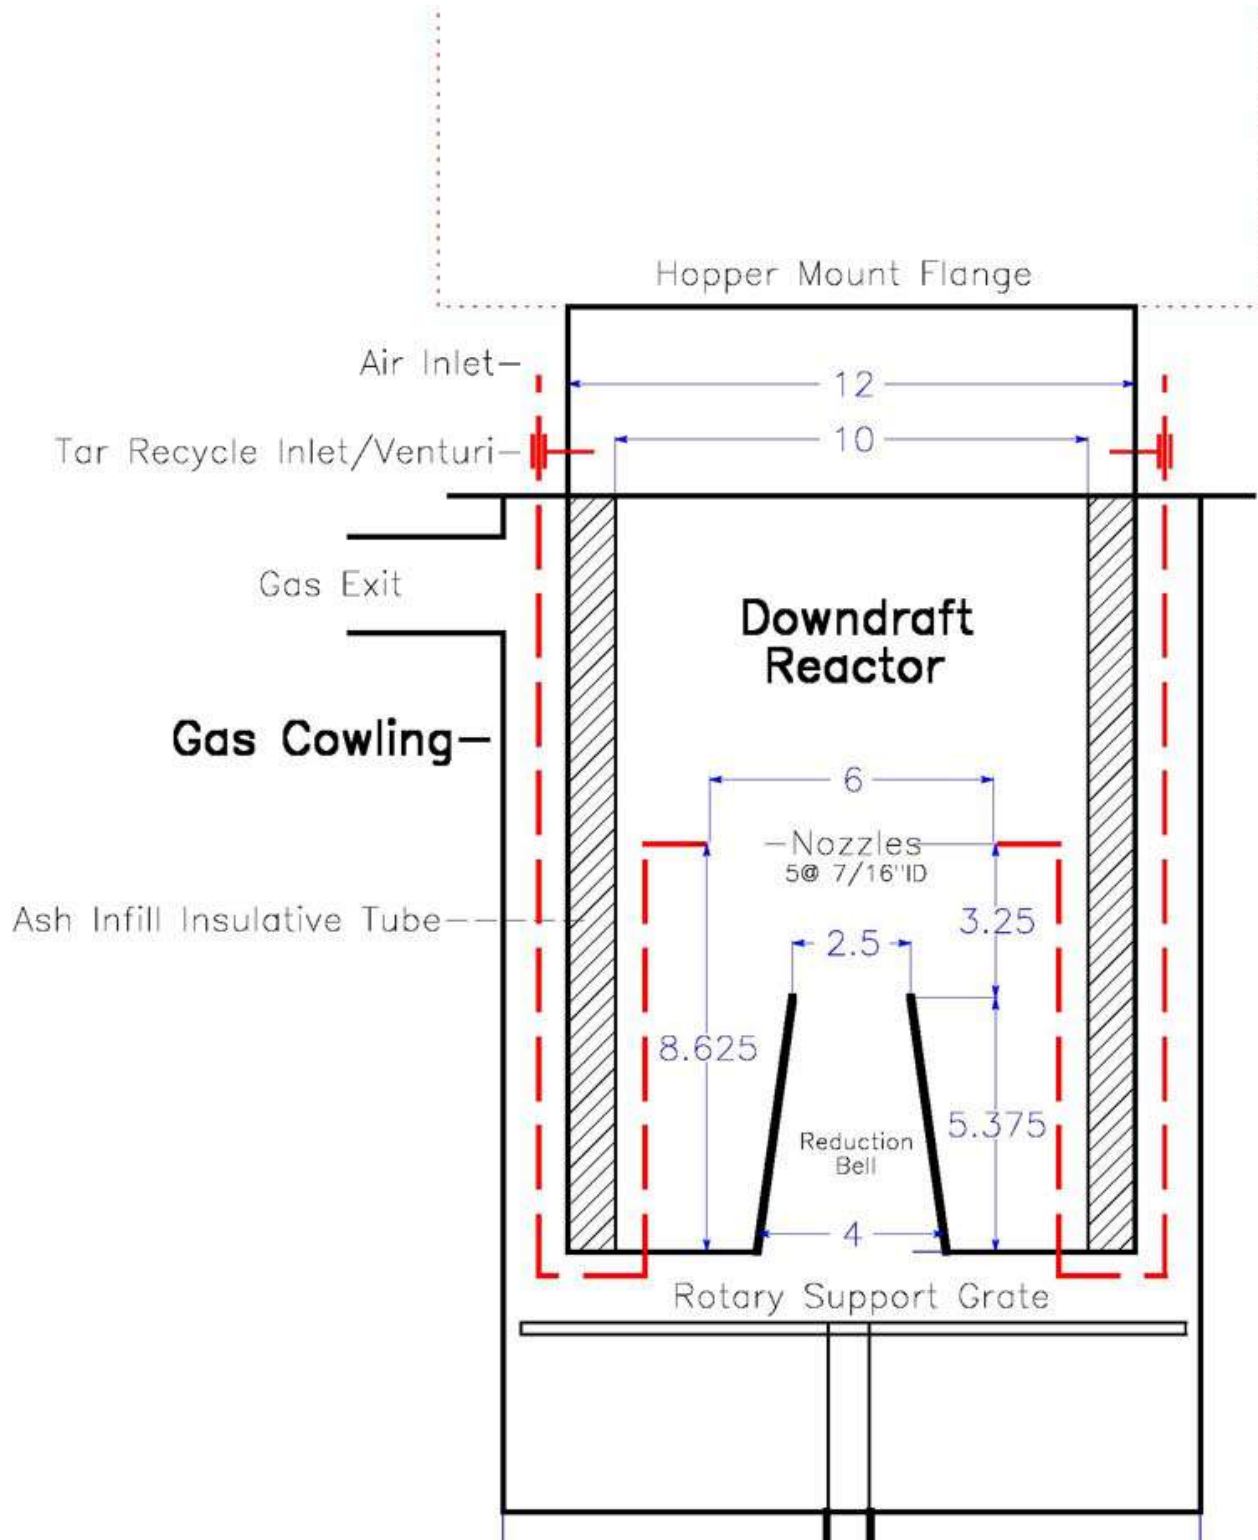 Hopper Mount Flange
Air Inlet
12
10
Tar Recycle Inlet/Venturi
Gas Exit
Downdraft
Reactor
Gas Cowling
6
Nozzles
5@ 7/16"ID
Ash Infill Insulative Tube
3.25
2.5
8.625
5.375
Reduction
Bell
4
Rotary Support Grate